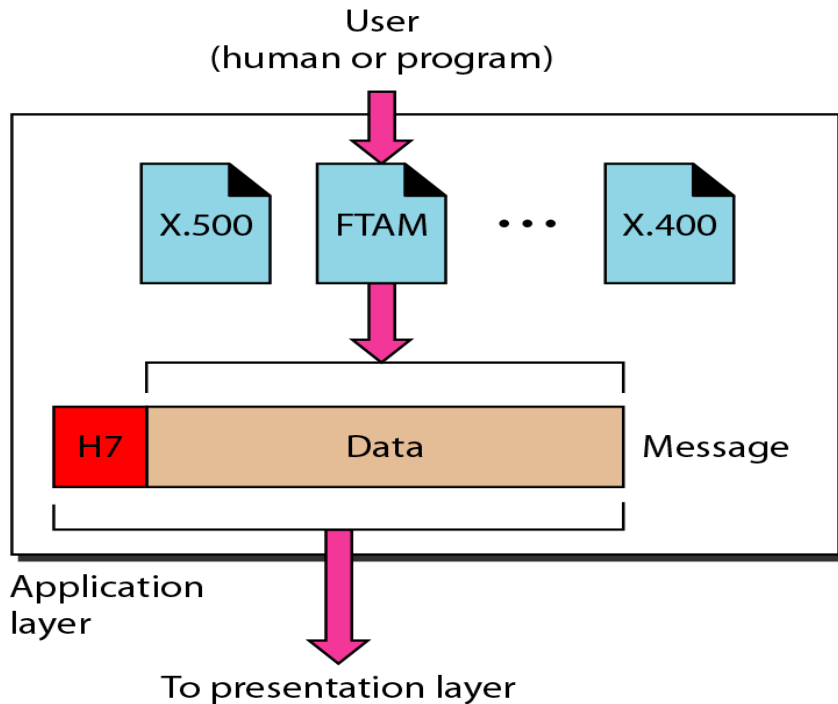 User
(human or program)
X.500
FTAM
...
X.400
H7
Data
Message
Application
layer
To presentation layer